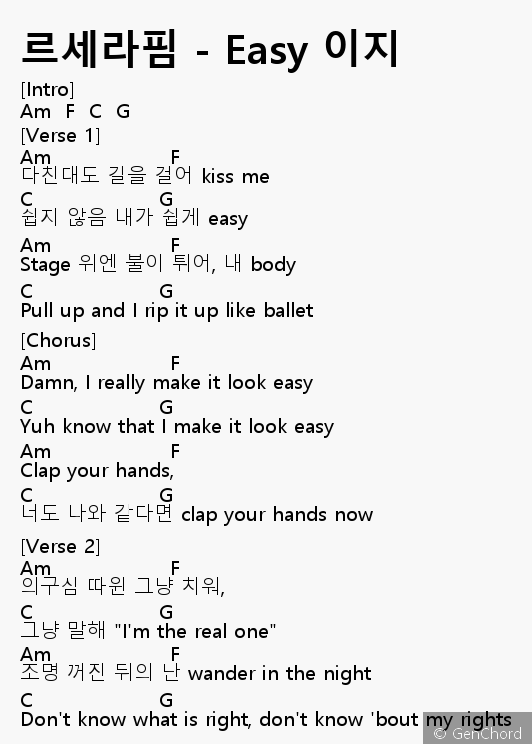 르세라핌 - Easy 이지
[Intro]
Am F C G
[Verse 1]
Am F
다친대도 길을 걸어 kiss me
C G
쉽지 않음 내가 쉽게 easy
Am F
Stage 위엔 불이 튀어, 내 body
C G
Pull up and I rip it up like ballet
[Chorus]
Am F
Damn, I really make it look easy
C G
Yuh know that I make it look easy
Am F
Clap your hands,
C G
너도 나와 같다면 clap your hands now
[Verse 2]
Am F
의구심 따윈 그냥 치워,
C G
그냥 말해 "I'm the real one"
Am F
조명 꺼진 뒤의 난 wander in the night
C G
Don't know what is right, don't know 'bout my rights
© GenChord